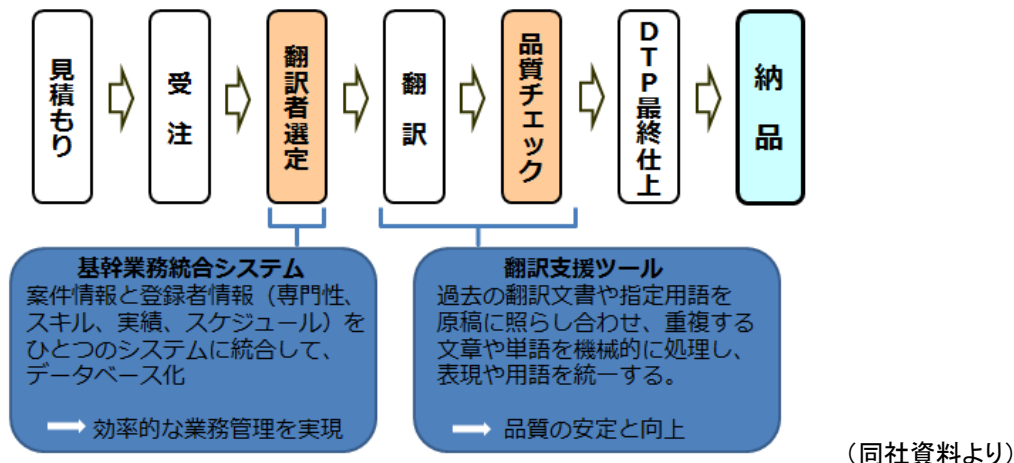 見積もり
受注
翻訳者選定
翻訳
品質チェック
DTP最終仕上
納品
基幹業務統合システム
案件情報と登録者情報（専門性、
スキル、実績、スケジュール）を
ひとつのシステムに統合して、
データベース化
効率的な業務管理を実現
翻訳支援ツール
過去の翻訳文書や指定用語を
原稿に照らし合わせ、重複する
文章や単語を機械的に処理し、
表現や用語を統一する。
品質の安定と向上
（同社資料より）